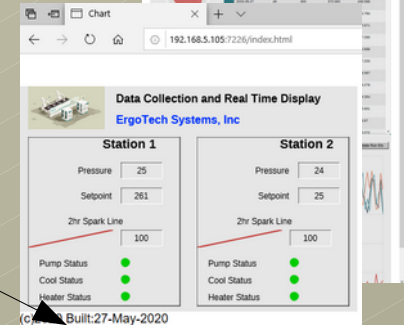 Chart
192.168.5.105:7226/index.html
Data Collection and Real Time Display
ErgoTech Systems, Inc
Station 1
Pressure 25
Setpoint 261
2hr Spark Line
100
Pump Status
Cool Status
Heater Status
Station 2
Pressure 24
Setpoint 25
2hr Spark Line
100
Pump Status
Cool Status
Heater Status
Built:27-May-2020